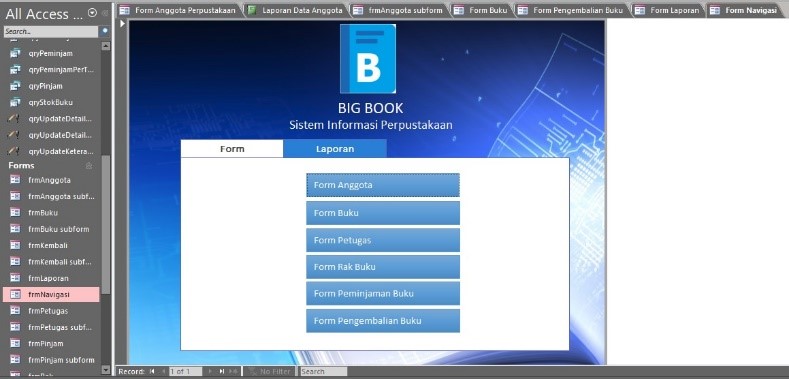 All Access ...
Search...
qryPeminjam
qryPeminjamPerT...
qryPinjam
qryStokBuku
qryUpdateDetail...
qryUpdateDetail...
qryUpdateKetera...
Forms
frmAnggota
frmAnggota subf...
frmBuku
frmBuku subform
frmKembali
frmKembali subf...
frmLaporan
frmNavigasi
frmPetugas
frmPetugas subf...
frmPinjam
frmPinjam subform
Form Anggota Perpustakaan
Laporan Data Anggota
frmAnggota subform
Form Buku
Form Pengembalian Buku
Form Laporan
Form Navigasi
B
BIG BOOK
Sistem Informasi Perpustakaan
Form
Laporan
Form Anggota
Form Buku
Form Petugas
Form Rak Buku
Form Peminjaman Buku
Form Pengembalian Buku
Record: 1 of 1 No Filter Search